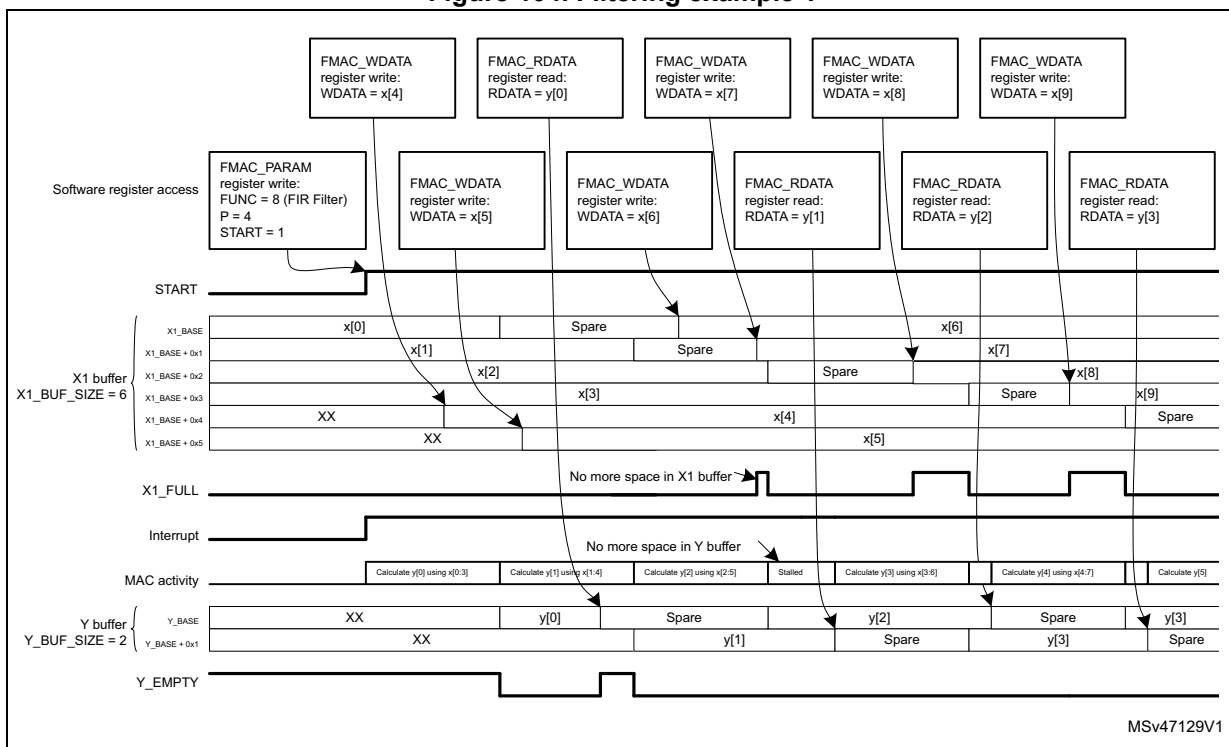 FMAC_WDATA
register write:
WDATA = x[4]
FMAC_RDATA
register read:
RDATA = y[0]
FMAC_WDATA
register write:
WDATA = x[7]
FMAC_WDATA
register write:
WDATA = x[8]
FMAC_WDATA
register write:
WDATA = x[9]
Software register access
FMAC_PARAM
register write:
FUNC = 8 (FIR Filter)
P = 4
START = 1
FMAC_WDATA
register write:
WDATA = x[5]
FMAC_WDATA
register write:
WDATA = x[6]
FMAC_RDATA
register read:
RDATA = y[1]
FMAC_RDATA
register read:
RDATA = y[2]
FMAC_RDATA
register read:
RDATA = y[3]
START
X1 buffer
X1_BUF_SIZE = 6
X1_BASE x[0] Spare x[6]
X1_BASE + 0x1 x[1] Spare x[7]
X1_BASE + 0x2 x[2] Spare x[8]
X1_BASE + 0x3 x[3] Spare x[9]
X1_BASE + 0x4 XX x[4] Spare
X1_BASE + 0x5 XX x[5]
No more space in X1 buffer
X1_FULL
Interrupt
No more space in Y buffer
MAC activity Calculate y[0] using x[0:3] Calculate y[1] using x[1:4] Calculate y[2] using x[2:5] Stalled Calculate y[3] using x[3:6] Calculate y[4] using x[4:7] Calculate y[5]
Y buffer
Y_BUF_SIZE = 2
Y_BASE XX y[0] Spare y[2] Spare y[3]
Y_BASE + 0x1 XX y[1] Spare y[3] Spare
Y_EMPTY
MSv47129V1